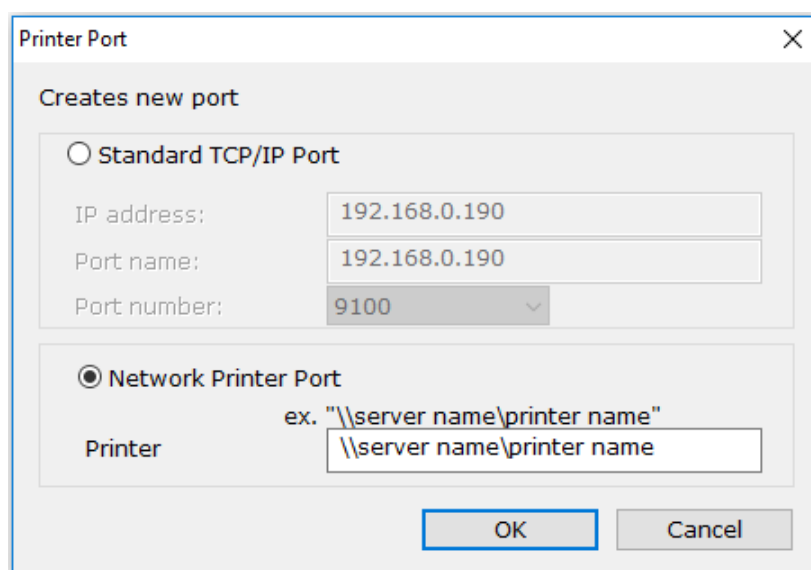 Printer Port
Creates new port
Standard TCP/IP Port
IP address: 192.168.0.190
Port name: 192.168.0.190
Port number: 9100
Network Printer Port
ex. "\\server name\printer name"
Printer \\server name\printer name
OK Cancel